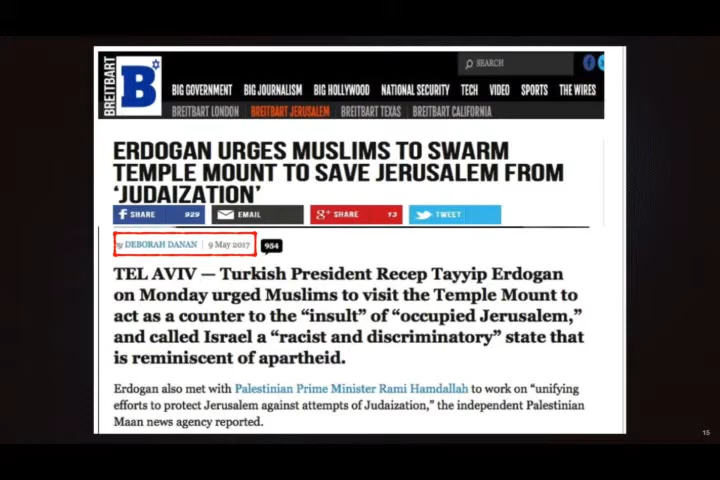 BREITBART
B
SEARCH
BIG GOVERNMENT BIG JOURNALISM BIG HOLLYWOOD NATIONAL SECURITY TECH VIDEO SPORTS THE WIRES
BREITBART LONDON BREITBART JERUSALEM BREITBART TEXAS BREITBART CALIFORNIA
ERDOGAN URGES MUSLIMS TO SWARM
TEMPLE MOUNT TO SAVE JERUSALEM FROM
‘JUDAIZATION’
f SHARE 929 EMAIL g+ SHARE 13 TWEET
by DEBORAH DANAN | 9 May 2017 954
TEL AVIV — Turkish President Recep Tayyip Erdogan
on Monday urged Muslims to visit the Temple Mount to
act as a counter to the “insult” of “occupied Jerusalem,”
and called Israel a “racist and discriminatory” state that
is reminiscent of apartheid.
Erdogan also met with Palestinian Prime Minister Rami Hamdallah to work on “unifying
efforts to protect Jerusalem against attempts of Judaization,” the independent Palestinian
Maan news agency reported.
15